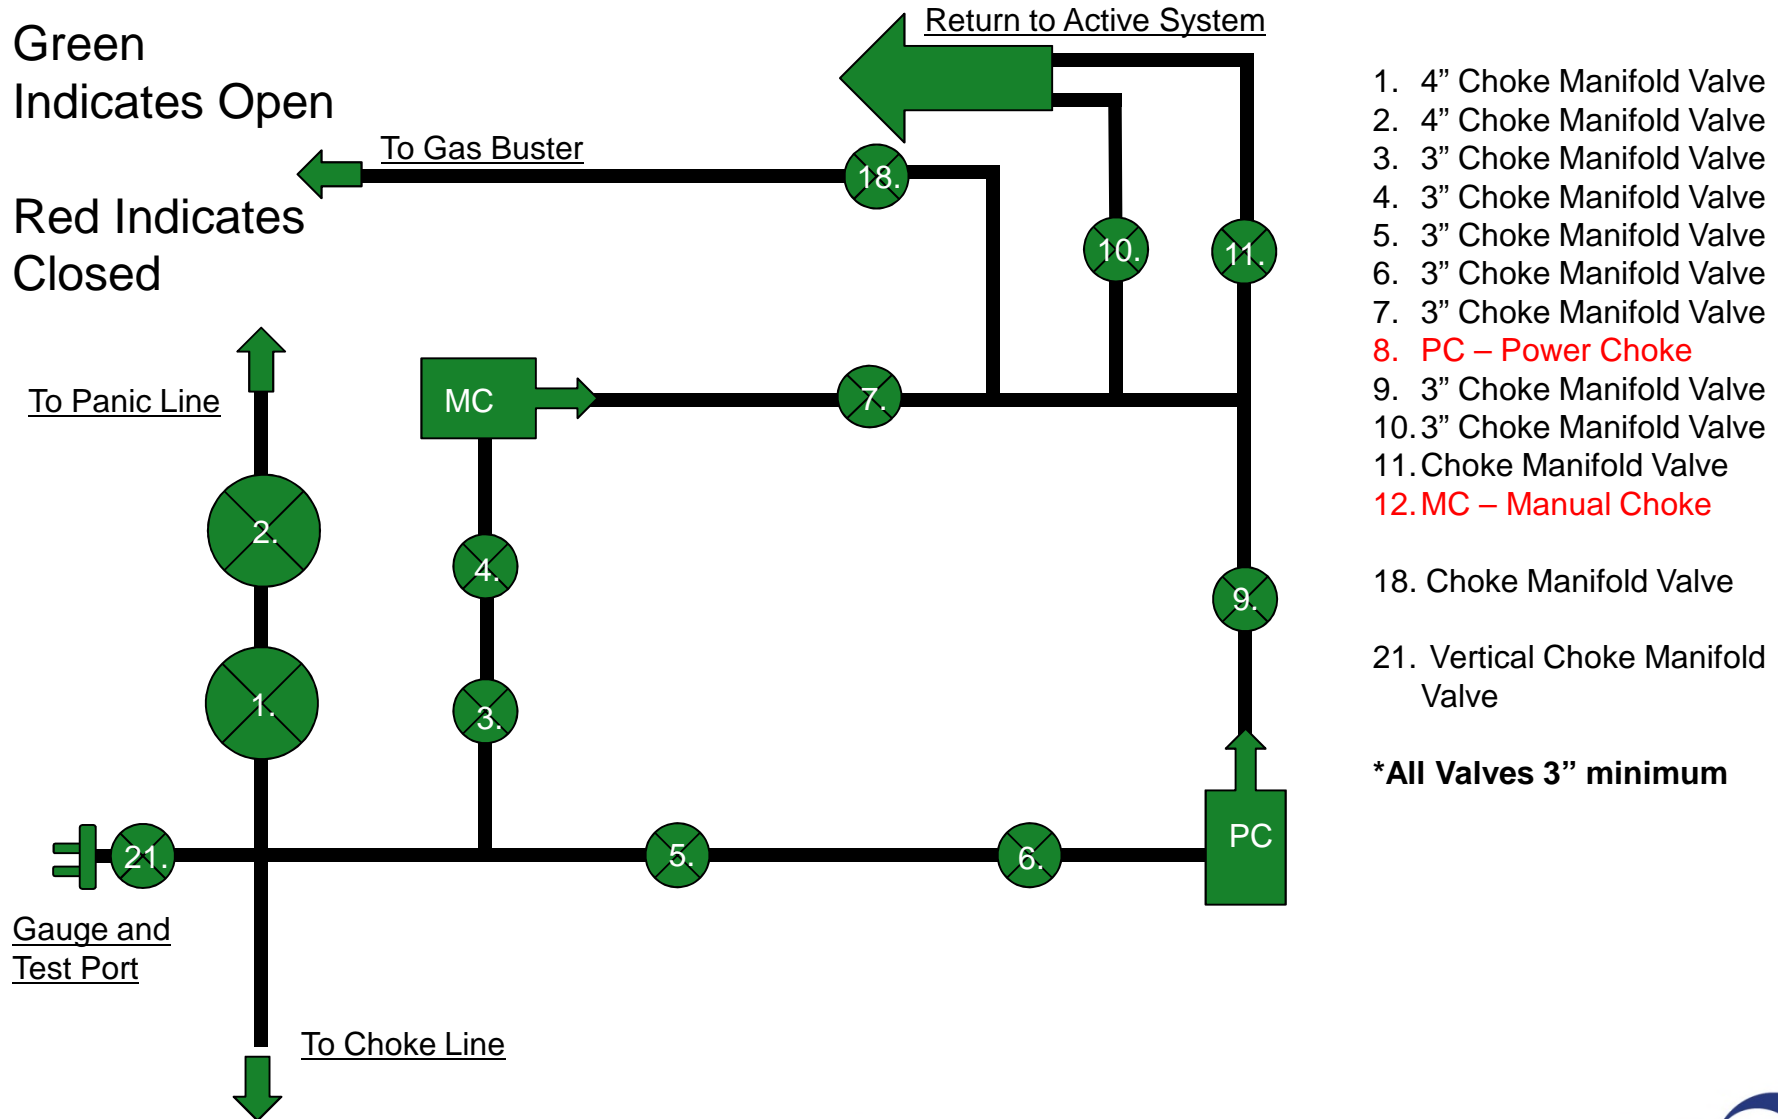 Green
Indicates Open
Red Indicates
Closed
Return to Active System
To Gas Buster
18.
10.
11.
To Panic Line
MC
7.
2.
4.
9.
1.
3.
PC
21.
5.
6.
Gauge and
Test Port
To Choke Line
1. 4” Choke Manifold Valve
2. 4” Choke Manifold Valve
3. 3” Choke Manifold Valve
4. 3” Choke Manifold Valve
5. 3” Choke Manifold Valve
6. 3” Choke Manifold Valve
7. 3” Choke Manifold Valve
8. PC – Power Choke
9. 3” Choke Manifold Valve
10. 3” Choke Manifold Valve
11. Choke Manifold Valve
12. MC – Manual Choke
18. Choke Manifold Valve
21. Vertical Choke Manifold
Valve
*All Valves 3” minimum